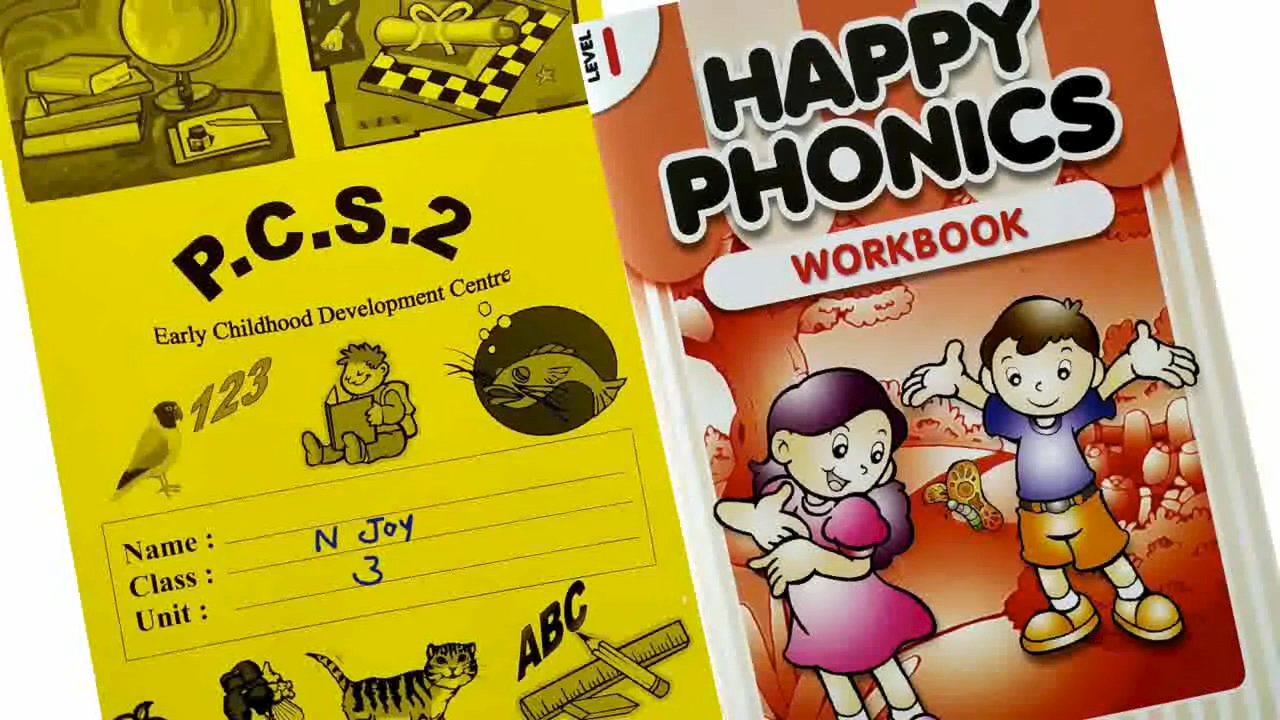 P.C.S.2
Early Childhood Development Centre
123
Name : N Joy
Class : 3
Unit :
ABC
LEVEL 1
HAPPY
PHONICS
WORKBOOK